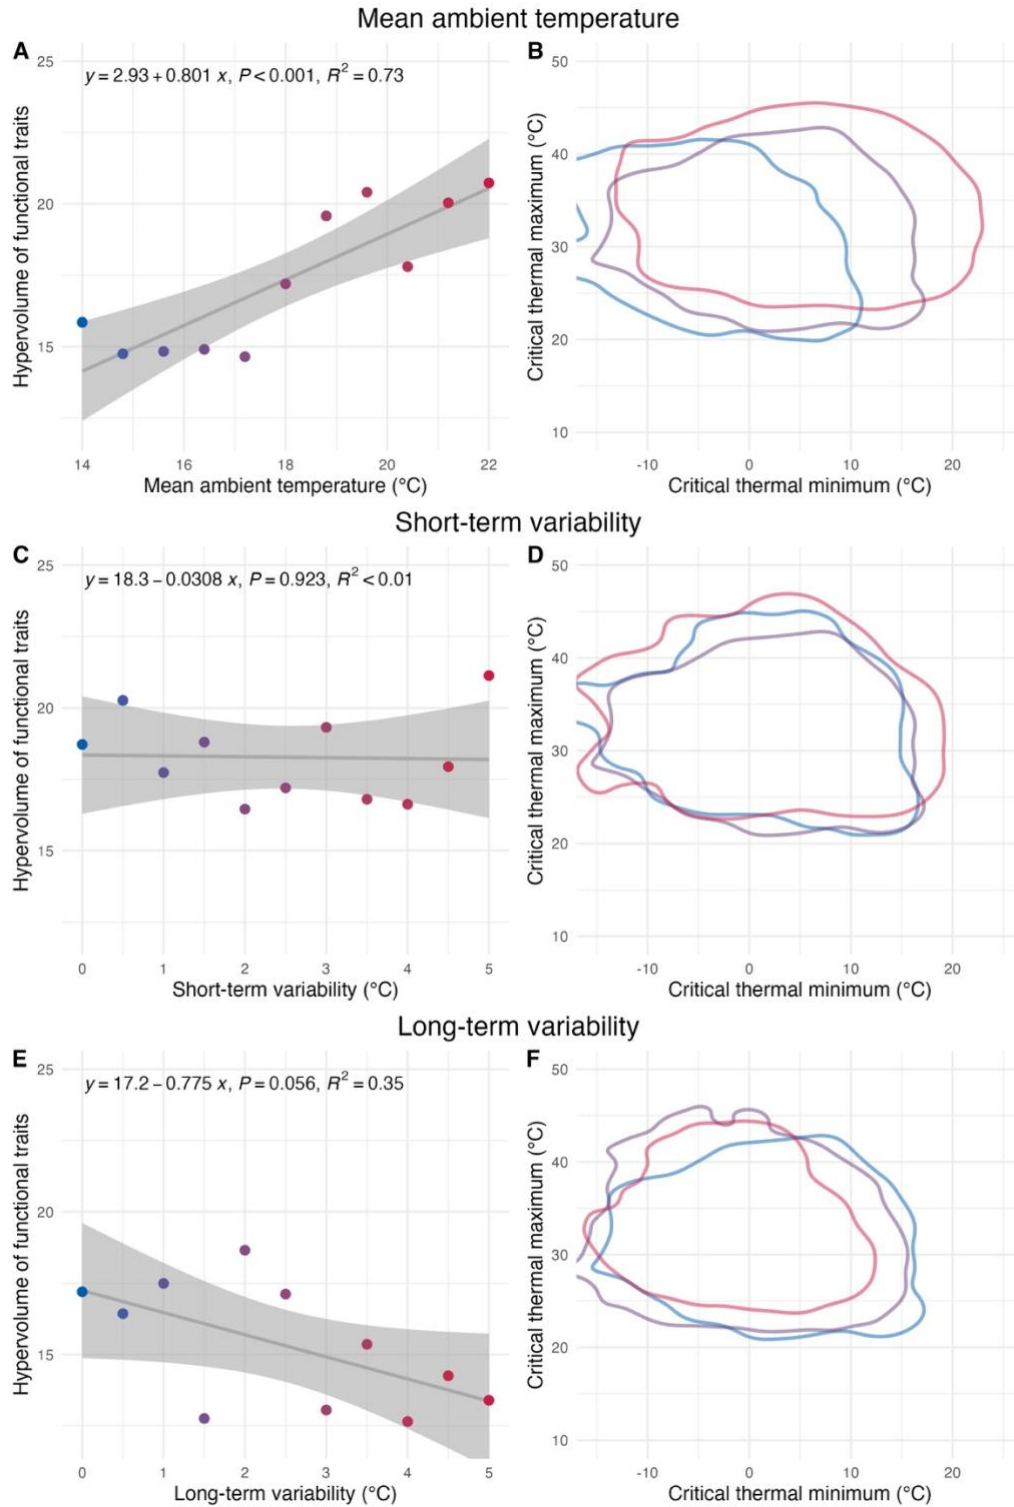 Mean ambient temperature
A
B
y = 2.93 + 0.801 x, P < 0.001, R² = 0.73
Hypervolume of functional traits
25
20
15
14 16 18 20 22
Mean ambient temperature (°C)
Critical thermal maximum (°C)
50
40
30
20
10
-10 0 10 20
Critical thermal minimum (°C)
Short-term variability
C
D
y = 18.3 − 0.0308 x, P = 0.923, R² < 0.01
Hypervolume of functional traits
25
20
15
0 1 2 3 4 5
Short-term variability (°C)
Critical thermal maximum (°C)
50
40
30
20
10
-10 0 10 20
Critical thermal minimum (°C)
Long-term variability
E
F
y = 17.2 − 0.775 x, P = 0.056, R² = 0.35
Hypervolume of functional traits
25
20
15
0 1 2 3 4 5
Long-term variability (°C)
Critical thermal maximum (°C)
50
40
30
20
10
-10 0 10 20
Critical thermal minimum (°C)